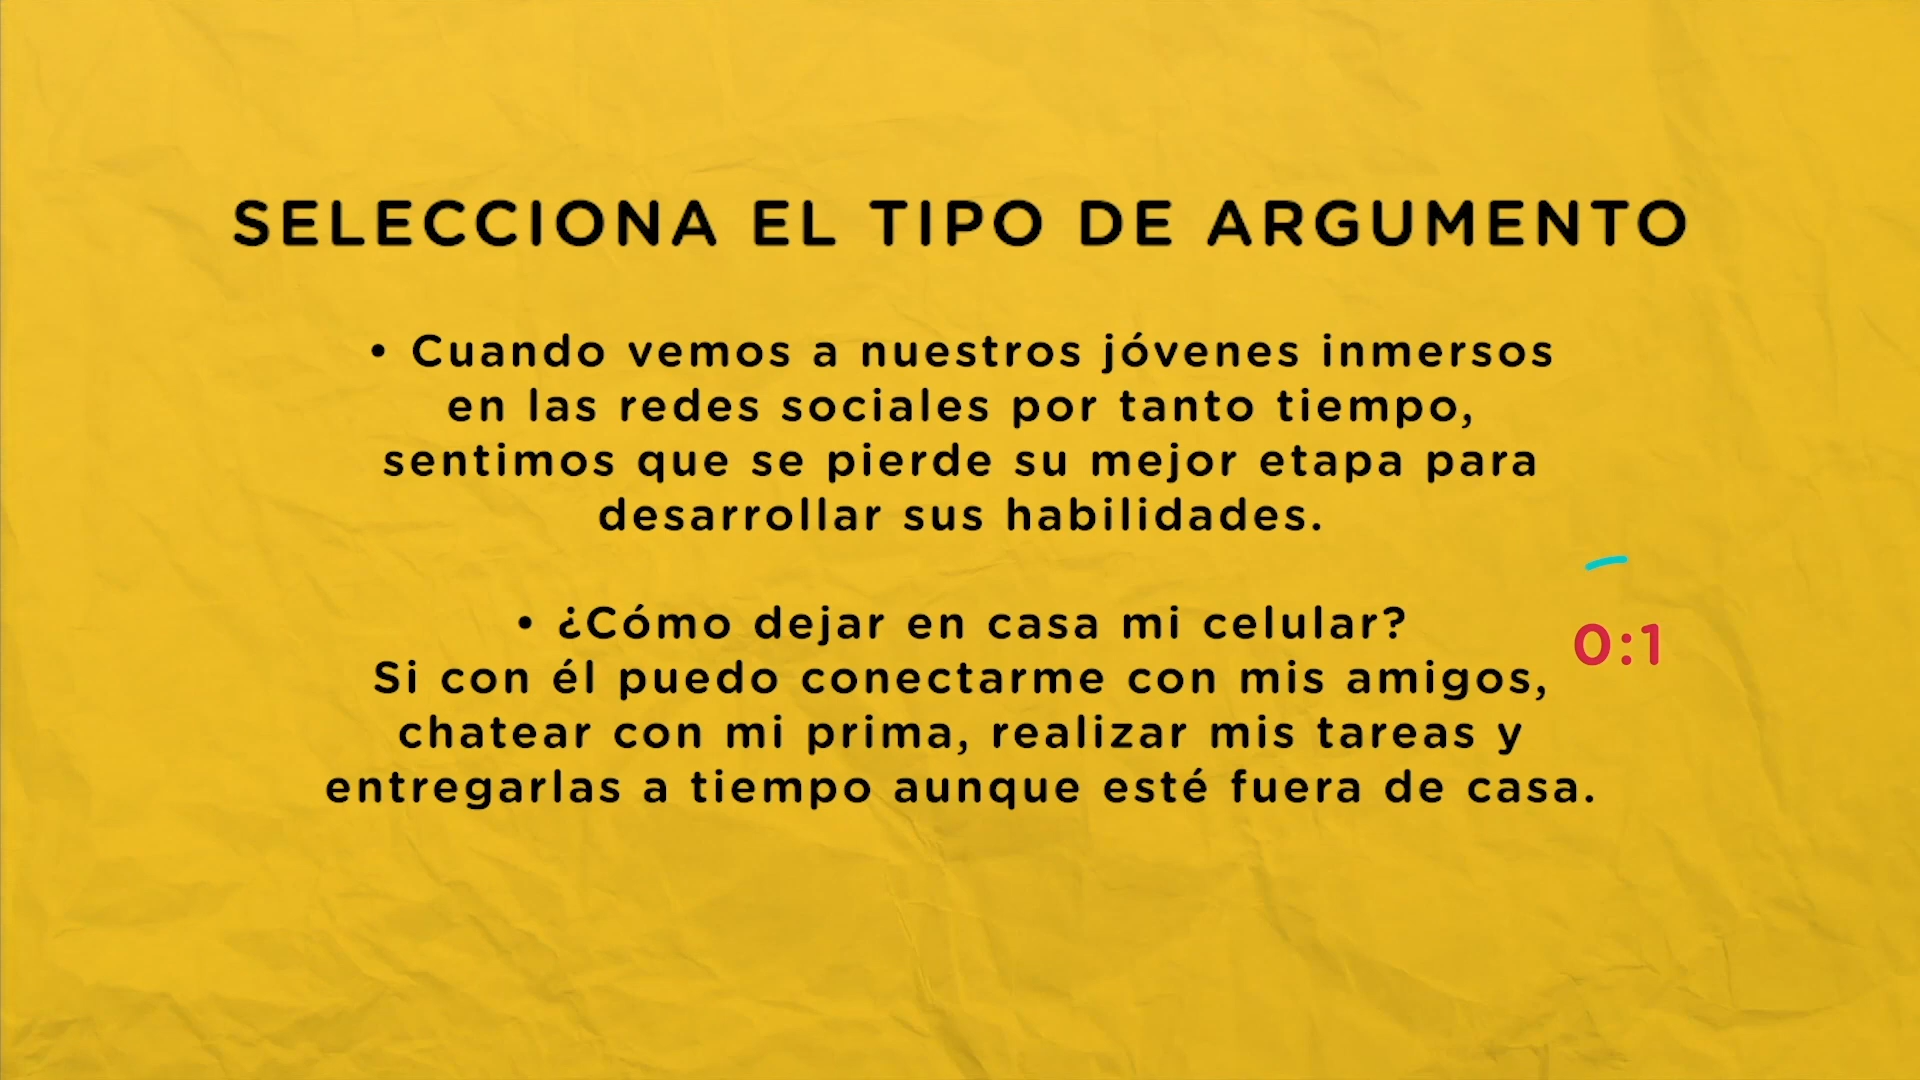 SELECCIONA EL TIPO DE ARGUMENTO
• Cuando vemos a nuestros jóvenes inmersos
en las redes sociales por tanto tiempo,
sentimos que se pierde su mejor etapa para
desarrollar sus habilidades.
• ¿Cómo dejar en casa mi celular?
Si con él puedo conectarme con mis amigos,
chatear con mi prima, realizar mis tareas y
entregarlas a tiempo aunque esté fuera de casa.
0:1